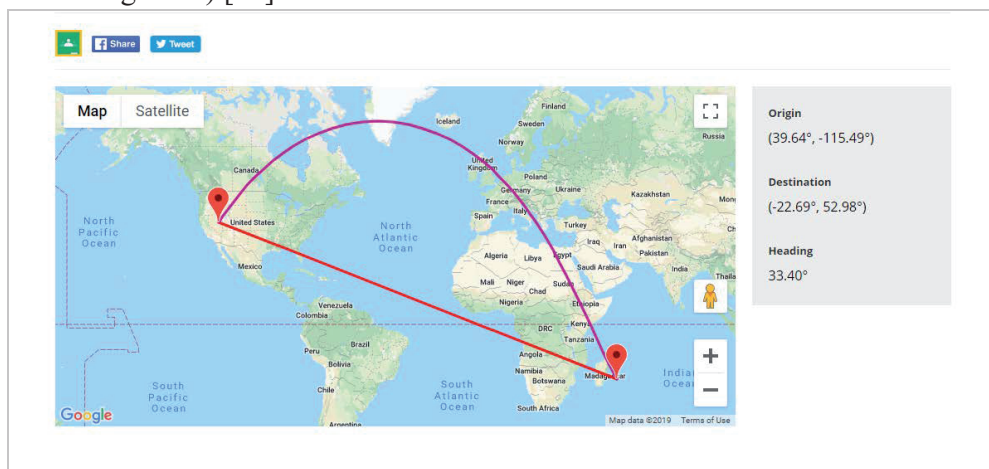 Share
Tweet
Map
Satellite
Origin
(39.64°, -115.49°)
Destination
(-22.69°, 52.98°)
Heading
33.40°
Iceland
Finland
Sweden
Norway
Russia
Canada
United
Kingdom
Poland
Germany
Ukraine
Kazakhstan
France
Italy
Spain
Turkey
North
Pacific
Ocean
United States
North
Atlantic
Ocean
Iraq
Iran
Afghanistan
Pakistan
Algeria
Libya
Egypt
Saudi Arabia
India
Mexico
Mali
Niger
Chad
Sudan
Nigeria
Ethiopia
Venezuela
Colombia
DRC
Kenya
Tanzania
Peru
Brazil
Bolivia
Angola
Namibia
Botswana
South
Pacific
Ocean
Chile
South
Atlantic
Ocean
South Africa
Google
Map data ©2019
Terms of Use